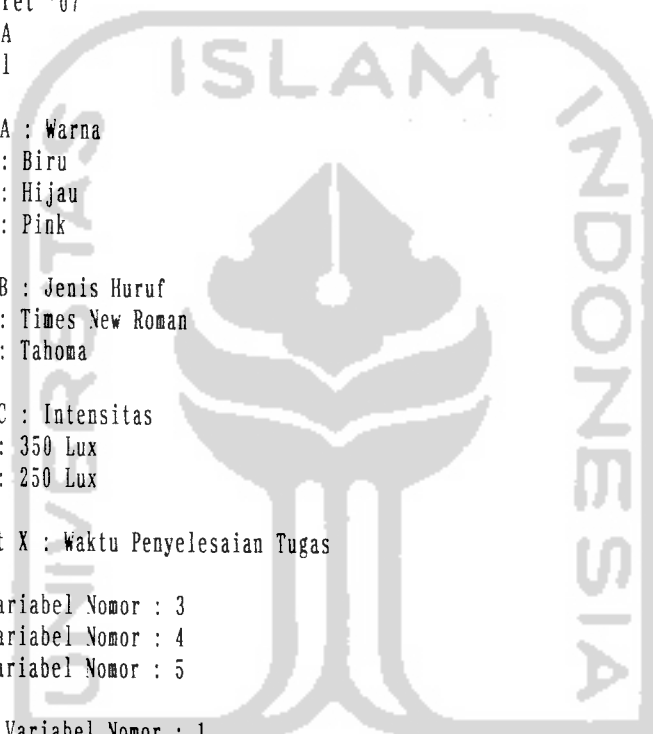 ret '07
A
1
A : Warna
: Biru
: Hijau
: Pink
B : Jenis Huruf
: Times New Roman
: Tahoma
C : Intensitas
: 350 Lux
: 250 Lux
t X : Waktu Penyelesaian Tugas
ariabel Nomor : 3
ariabel Nomor : 4
ariabel Nomor : 5
Variabel Nomor : 1
UNIVERSITAS
ISLAM
INDONESIA